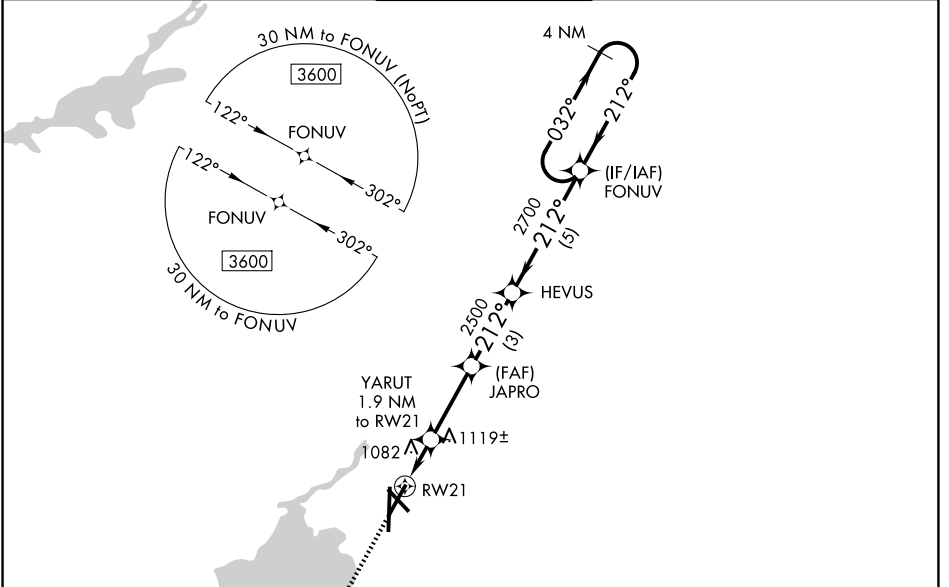 30 NM to FONUV (NoPT)
3600
122°
FONUV
302°
122°
FONUV
302°
3600
30 NM to FONUV
4 NM
032°
212°
(IF/IAF)
FONUV
2700
212°
(5)
HEVUS
2500
212°
(3)
(FAF)
JAPRO
YARUT
1.9 NM
to RW21
1082
1119±
RW21